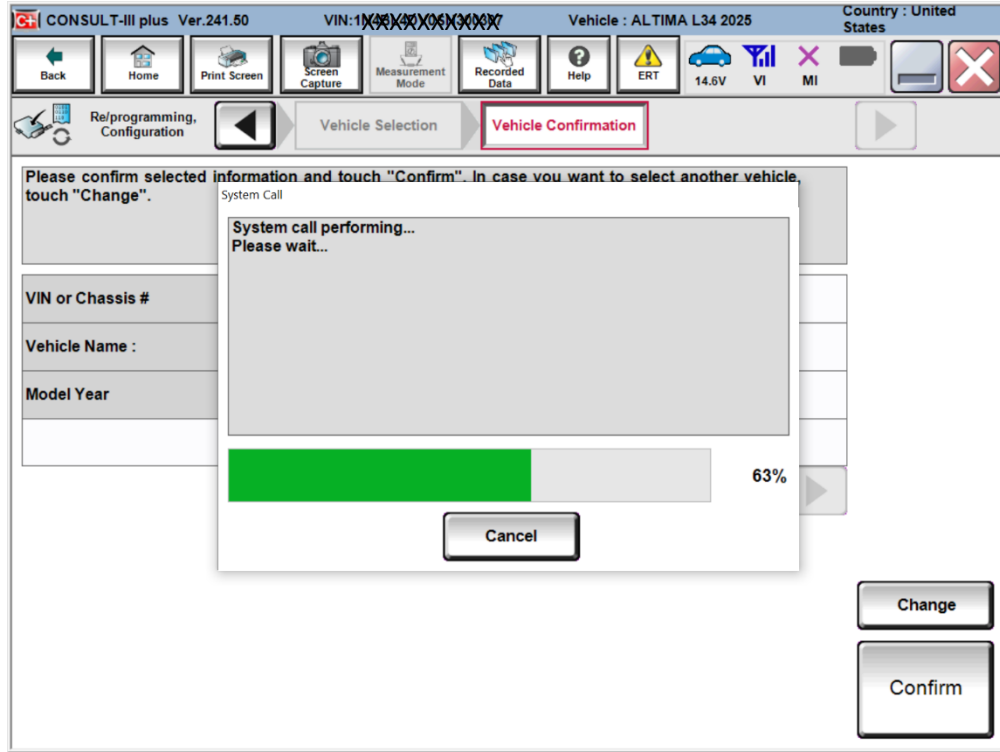 CONSULT-III plus Ver.241.50
VIN:
Vehicle : ALTIMA L34 2025
Country : United
States
Back
Home
Print Screen
Screen
Capture
Measurement
Mode
Recorded
Data
Help
ERT
14.6V
VI
MI
Re/programming,
Configuration
Vehicle Selection
Vehicle Confirmation
Please confirm selected information and touch "Confirm". In case you want to select another vehicle,
touch "Change".
System Call
System call performing...
Please wait...
VIN or Chassis #
Vehicle Name :
Model Year
63%
Cancel
Change
Confirm